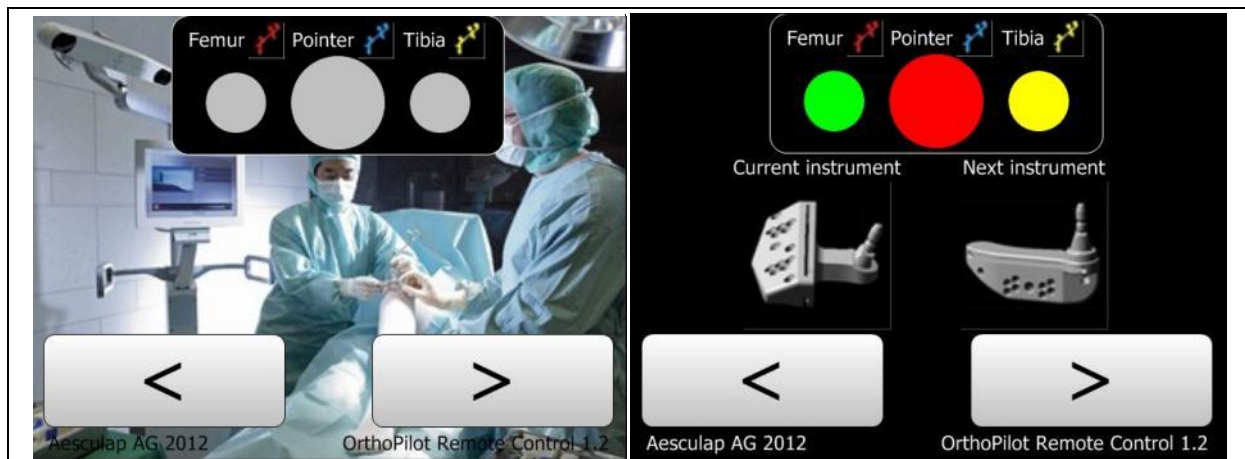 Femur Pointer Tibia
<
>
Aesculap AG 2012 OrthoPilot Remote Control 1.2
Femur Pointer Tibia
Current instrument Next instrument
<
>
Aesculap AG 2012 OrthoPilot Remote Control 1.2